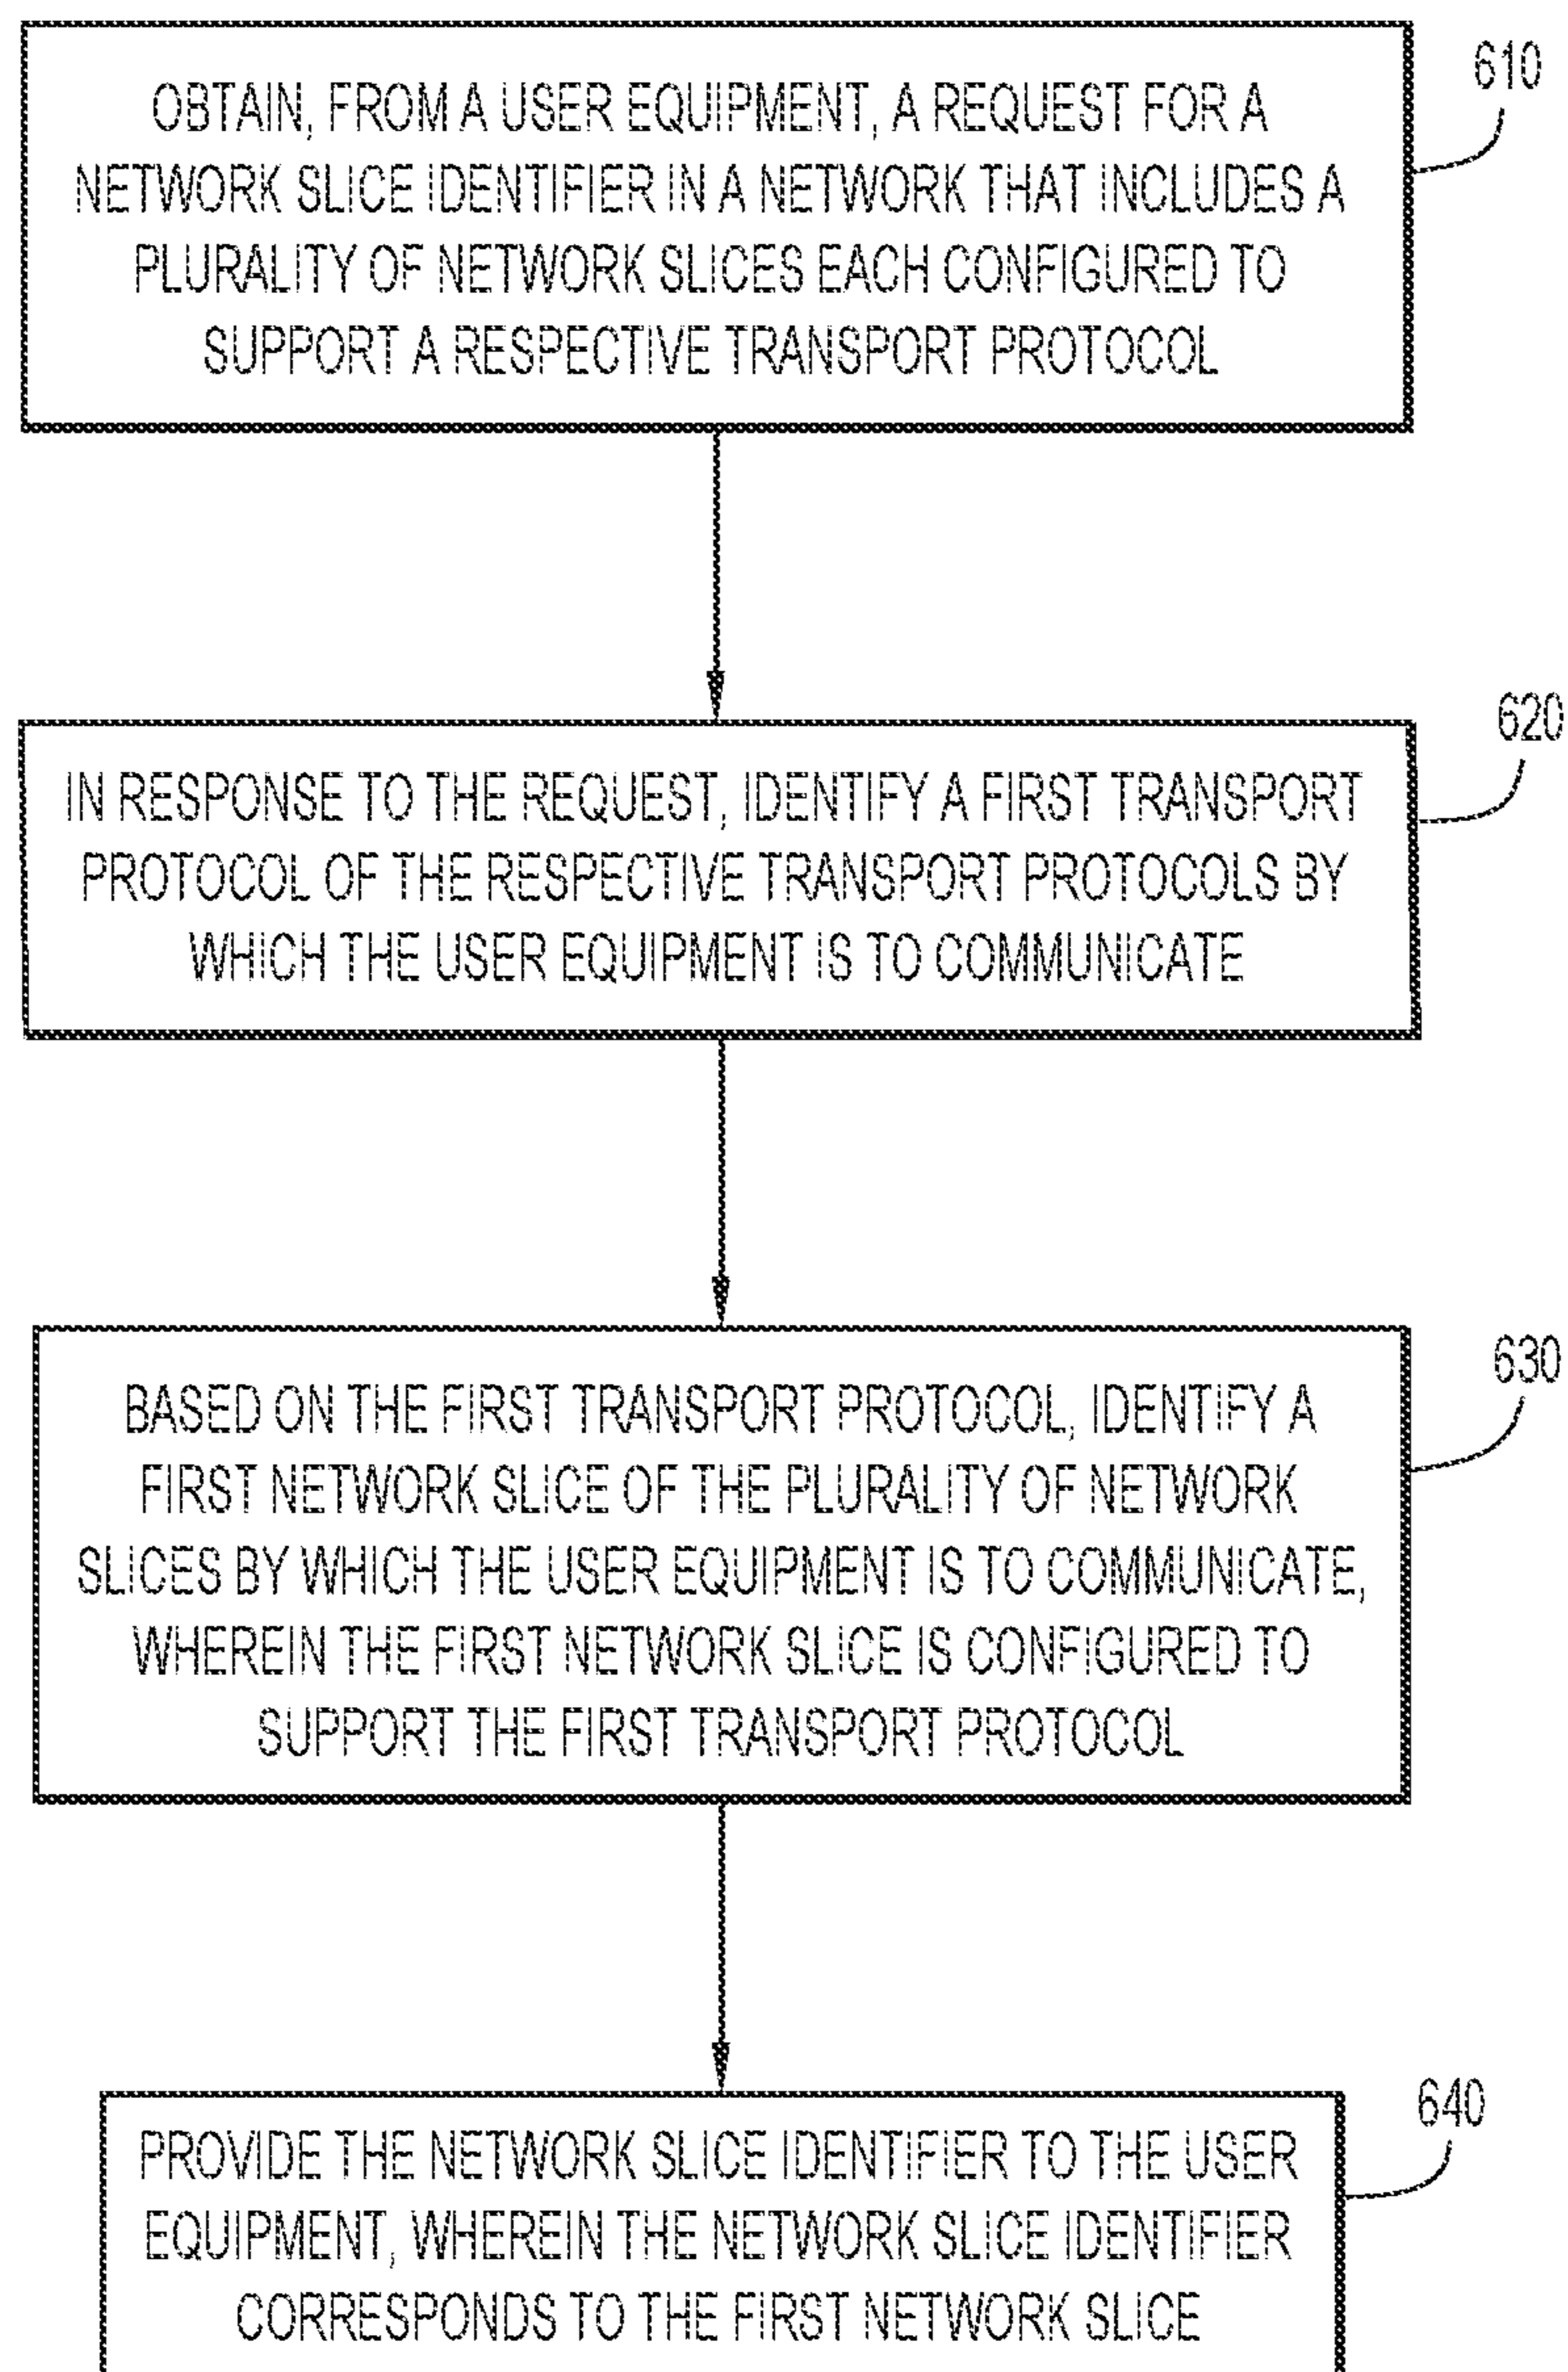 OBTAIN, FROM A USER EQUIPMENT, A REQUEST FOR A
NETWORK SLICE IDENTIFIER IN A NETWORK THAT INCLUDES A
PLURALITY OF NETWORK SLICES EACH CONFIGURED TO
SUPPORT A RESPECTIVE TRANSPORT PROTOCOL
610
IN RESPONSE TO THE REQUEST, IDENTIFY A FIRST TRANSPORT
PROTOCOL OF THE RESPECTIVE TRANSPORT PROTOCOLS BY
WHICH THE USER EQUIPMENT IS TO COMMUNICATE
620
BASED ON THE FIRST TRANSPORT PROTOCOL, IDENTIFY A
FIRST NETWORK SLICE OF THE PLURALITY OF NETWORK
SLICES BY WHICH THE USER EQUIPMENT IS TO COMMUNICATE,
WHEREIN THE FIRST NETWORK SLICE IS CONFIGURED TO
SUPPORT THE FIRST TRANSPORT PROTOCOL
630
PROVIDE THE NETWORK SLICE IDENTIFIER TO THE USER
EQUIPMENT, WHEREIN THE NETWORK SLICE IDENTIFIER
CORRESPONDS TO THE FIRST NETWORK SLICE
640